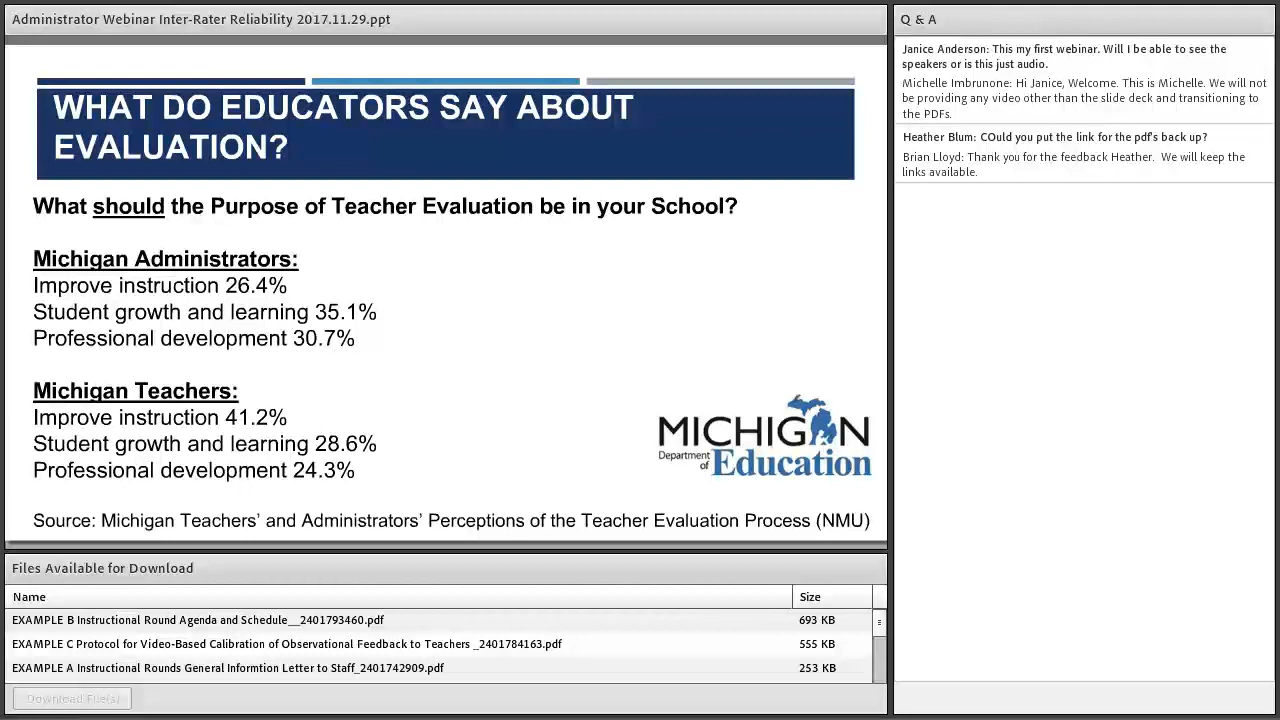 Administrator Webinar Inter-Rater Reliability 2017.11.29.ppt
WHAT DO EDUCATORS SAY ABOUT
EVALUATION?
What should the Purpose of Teacher Evaluation be in your School?
Michigan Administrators:
Improve instruction 26.4%
Student growth and learning 35.1%
Professional development 30.7%
Michigan Teachers:
Improve instruction 41.2%
Student growth and learning 28.6%
Professional development 24.3%
MICHIGAN
Department of Education
Source: Michigan Teachers’ and Administrators’ Perceptions of the Teacher Evaluation Process (NMU)
Files Available for Download
Name Size
EXAMPLE B Instructional Round Agenda and Schedule__2401793460.pdf 693 KB
EXAMPLE C Protocol for Video-Based Calibration of Observational Feedback to Teachers _2401784163.pdf 555 KB
EXAMPLE A Instructional Rounds General Informtion Letter to Staff_2401742909.pdf 253 KB
Download File(s)
Q & A
Janice Anderson: This my first webinar. Will I be able to see the
speakers or is this just audio.
Michelle Imbrunone: Hi Janice, Welcome. This is Michelle. We will not
be providing any video other than the slide deck and transitioning to
the PDFs.
Heather Blum: COuld you put the link for the pdf's back up?
Brian Lloyd: Thank you for the feedback Heather. We will keep the
links available.